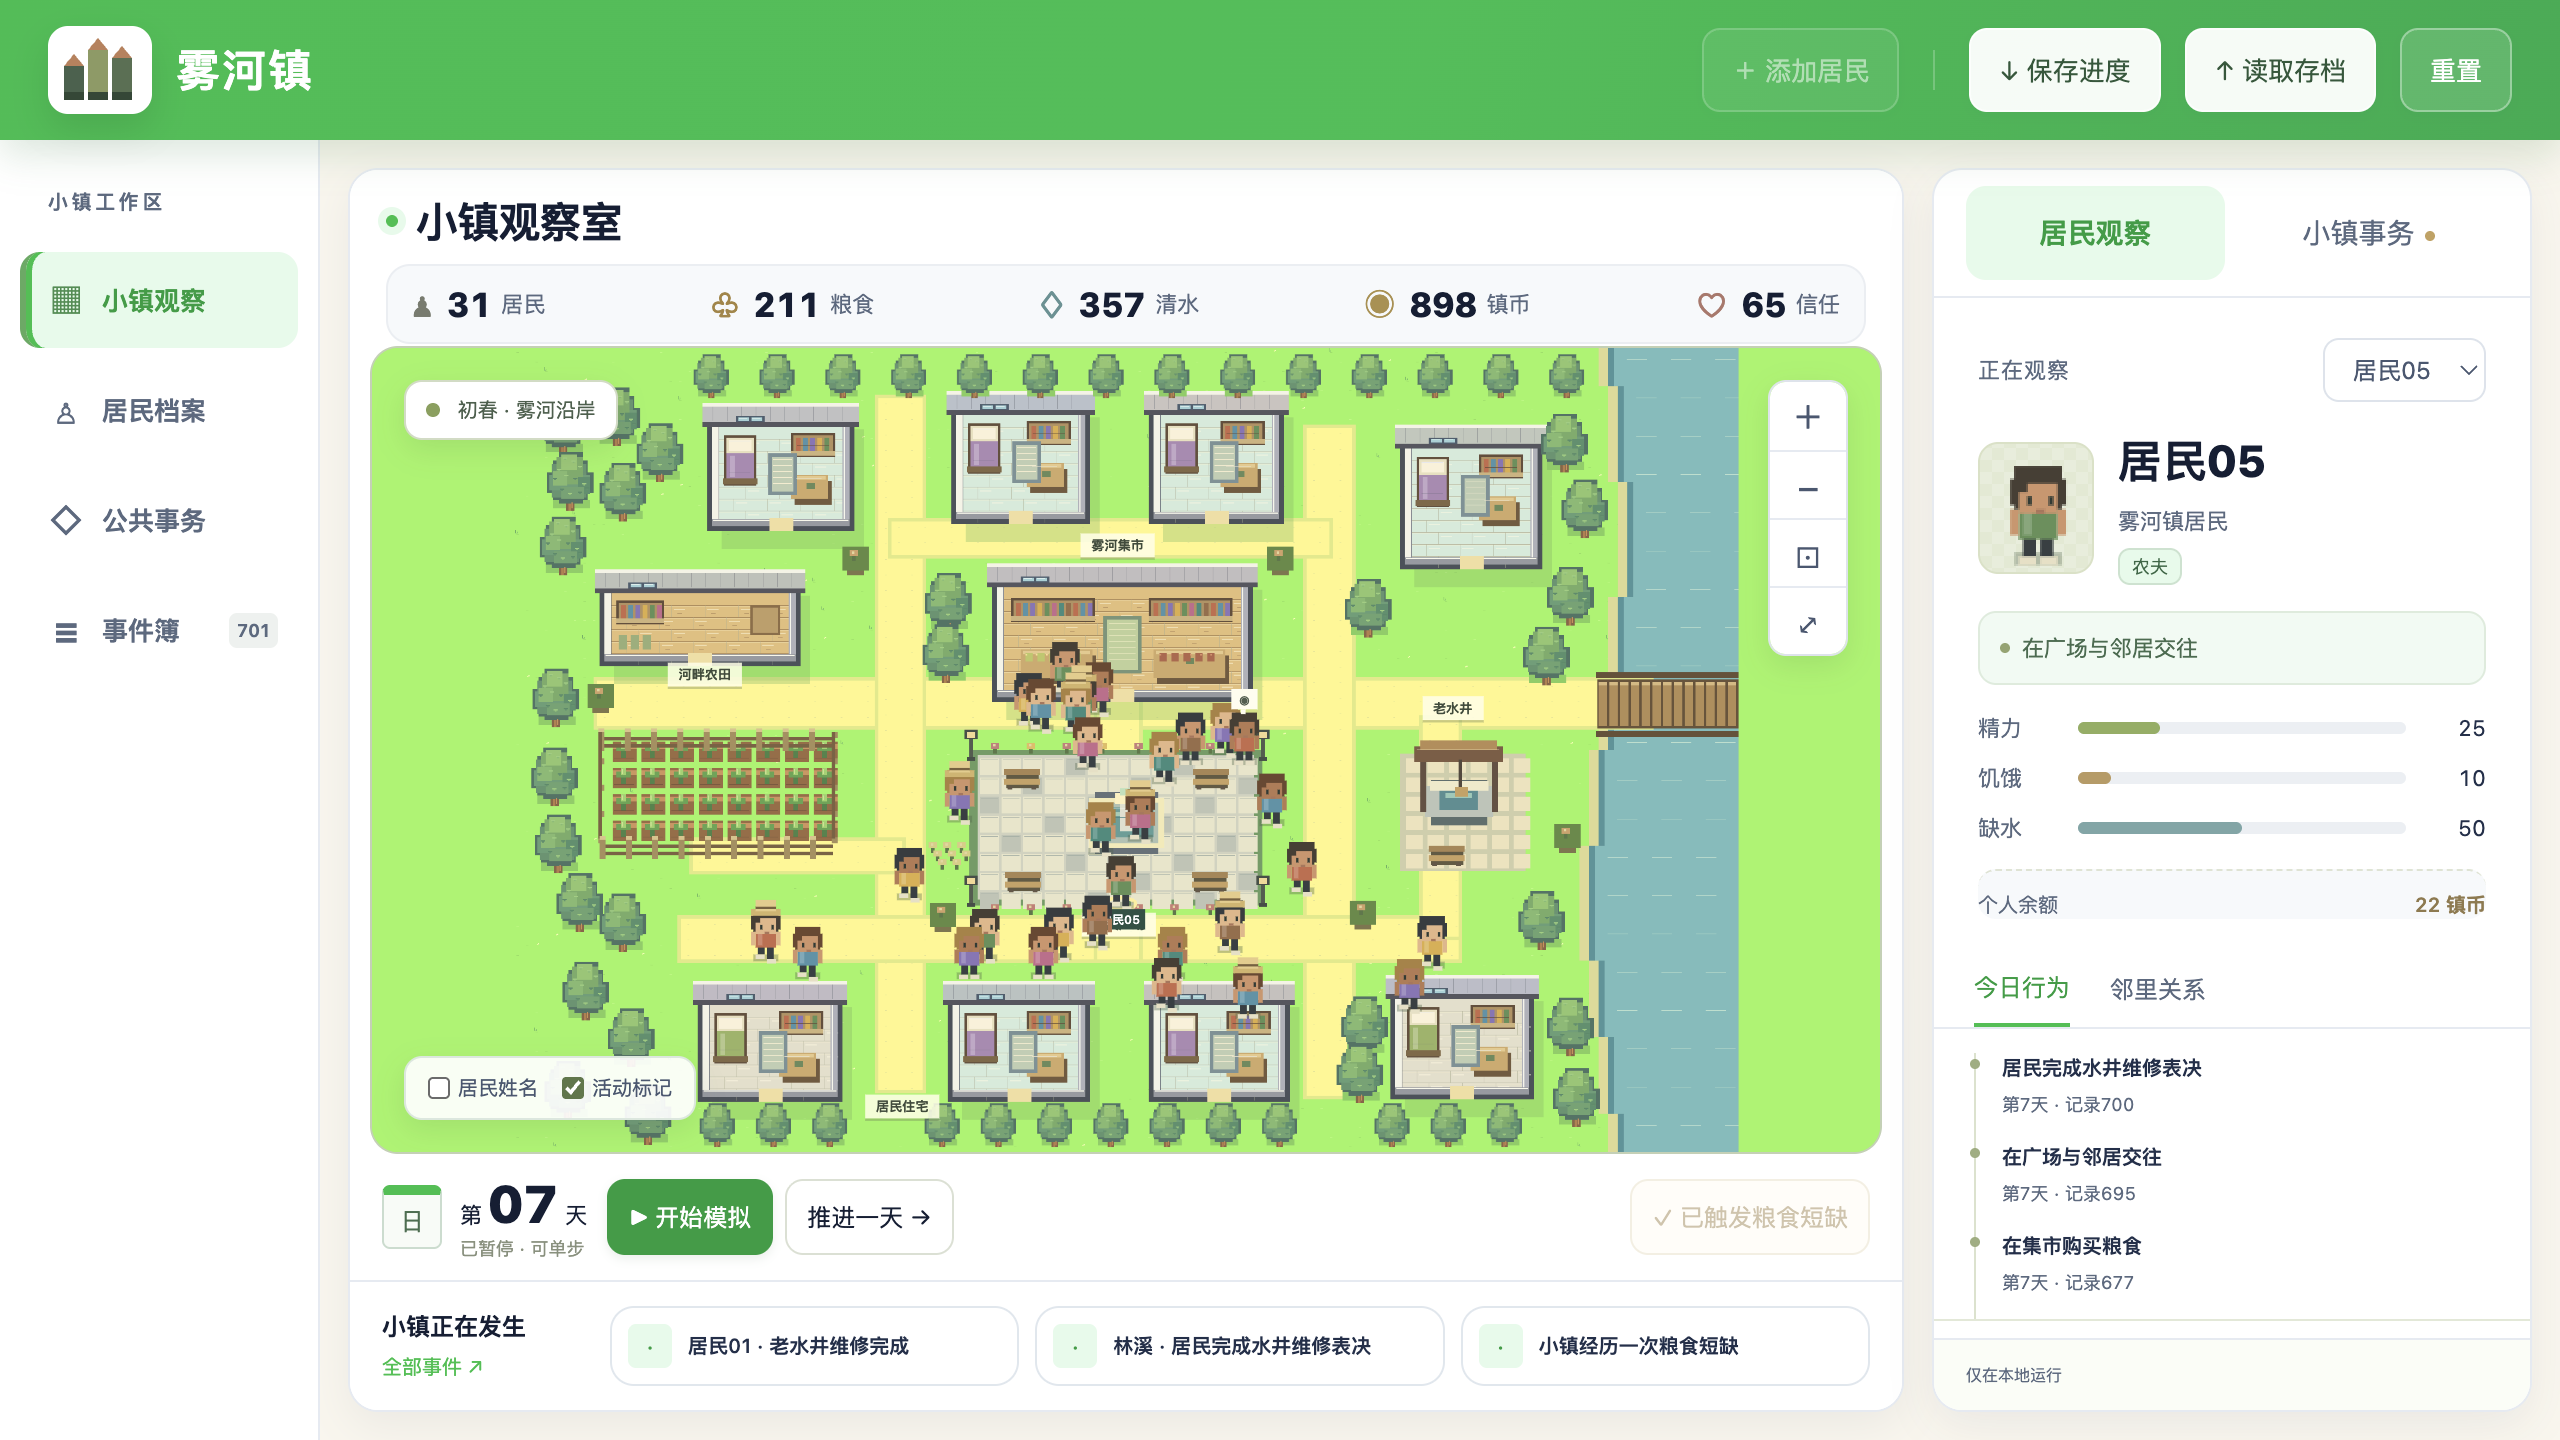 雾河镇
+ 添加居民
↓ 保存进度
↑ 读取存档
重置
小镇工作区
小镇观察
居民档案
公共事务
事件簿 701
小镇观察室
31 居民
211 粮食
357 清水
898 镇币
65 信任
初春 · 雾河沿岸
雾河集市
河畔农田
老水井
民05
居民住宅
居民姓名
活动标记
日
第 07 天
已暂停 · 可单步
▶ 开始模拟
推进一天 →
✓ 已触发粮食短缺
小镇正在发生
全部事件 ↗
居民01 · 老水井维修完成
林溪 · 居民完成水井维修表决
小镇经历一次粮食短缺
居民观察
小镇事务
正在观察
居民05
居民05
雾河镇居民
农夫
在广场与邻居交往
精力 25
饥饿 10
缺水 50
个人余额 22 镇币
今日行为
邻里关系
居民完成水井维修表决
第7天 · 记录700
在广场与邻居交往
第7天 · 记录695
在集市购买粮食
第7天 · 记录677
仅在本地运行